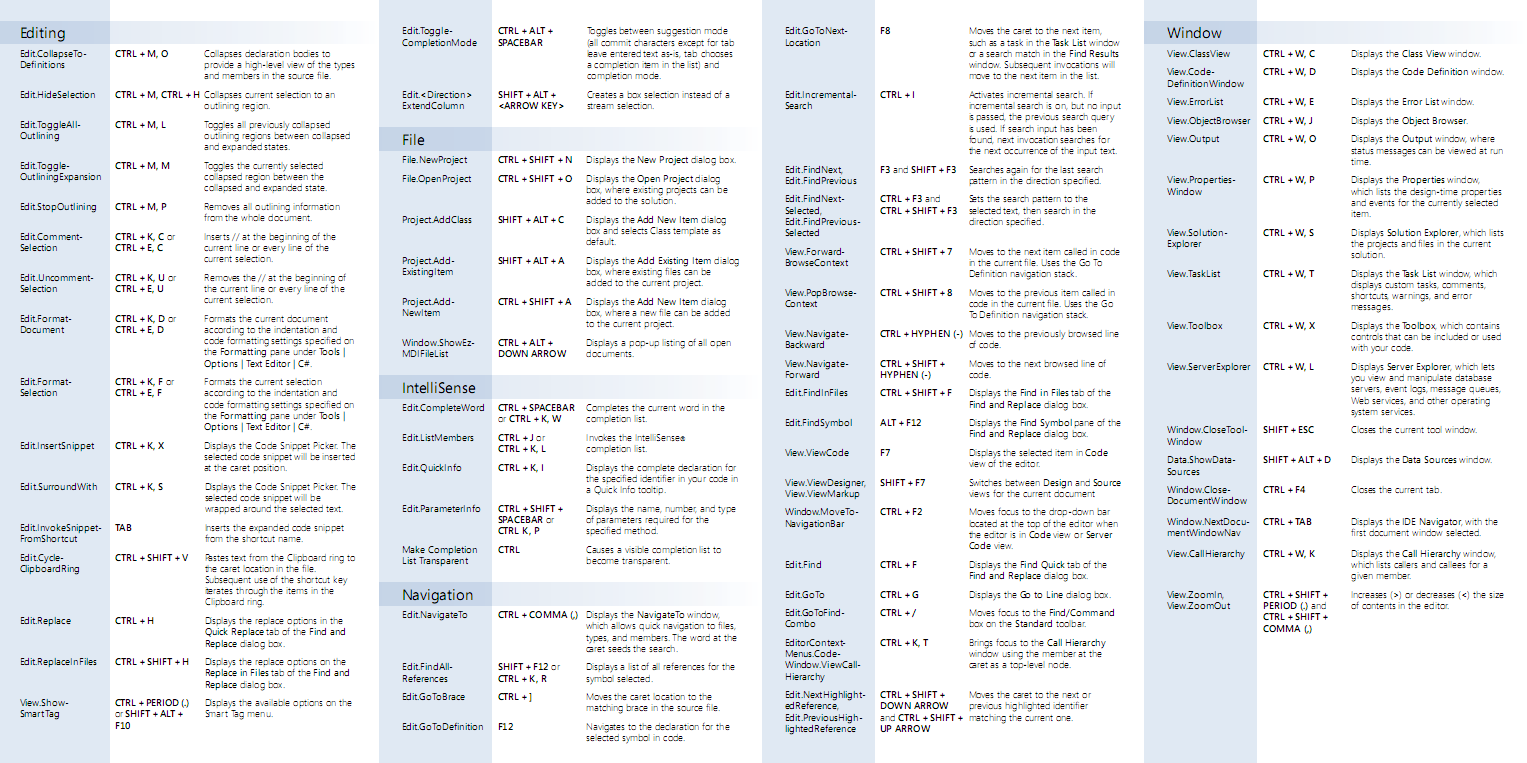 Editing
Edit.CollapseTo- CTRL + M, O Collapses declaration bodies to
Definitions provide a high-level view of the types
and members in the source file.
Edit.HideSelection CTRL + M, CTRL + H Collapses current selection to an
outlining region.
Edit.ToggleAll- CTRL + M, L Toggles all previously collapsed
Outlining outlining regions between collapsed
and expanded states.
Edit.Toggle- CTRL + M, M Toggles the currently selected
OutliningExpansion collapsed region between the
collapsed and expanded state.
Edit.StopOutlining CTRL + M, P Removes all outlining information
from the whole document.
Edit.Comment- CTRL + K, C or Inserts // at the beginning of the
Selection CTRL + E, C current line or every line of the
current selection.
Edit.Uncomment- CTRL + K, U or Removes the // at the beginning of
Selection CTRL + E, U the current line or every line of the
current selection.
Edit.Format- CTRL + K, D or Formats the current document
Document CTRL + E, D according to the indentation and
code formatting settings specified on
the Formatting pane under Tools |
Options | Text Editor | C#.
Edit.Format- CTRL + K, F or Formats the current selection
Selection CTRL + E, F according to the indentation and
code formatting settings specified on
the Formatting pane under Tools |
Options | Text Editor | C#.
Edit.InsertSnippet CTRL + K, X Displays the Code Snippet Picker. The
selected code snippet will be inserted
at the caret position.
Edit.SurroundWith CTRL + K, S Displays the Code Snippet Picker. The
selected code snippet will be
wrapped around the selected text.
Edit.InvokeSnippet- TAB Inserts the expanded code snippet
FromShortcut from the shortcut name.
Edit.Cycle- CTRL + SHIFT + V Pastes text from the Clipboard ring to
ClipboardRing the caret location in the file.
Subsequent use of the shortcut key
iterates through the items in the
Clipboard ring.
Edit.Replace CTRL + H Displays the replace options in the
Quick Replace tab of the Find and
Replace dialog box.
Edit.ReplaceInFiles CTRL + SHIFT + H Displays the replace options on the
Replace in Files tab of the Find and
Replace dialog box.
View.Show- CTRL + PERIOD (.) Displays the available options on the
SmartTag or SHIFT + ALT + Smart Tag menu.
F10
Edit.Toggle- CTRL + ALT + Toggles between suggestion mode
CompletionMode SPACEBAR (all commit characters except for tab
leave entered text as-is, tab chooses
a completion item in the list) and
completion mode.
Edit.<Direction> SHIFT + ALT + Creates a box selection instead of a
ExtendColumn <ARROW KEY> stream selection.
File
File.NewProject CTRL + SHIFT + N Displays the New Project dialog box.
File.OpenProject CTRL + SHIFT + O Displays the Open Project dialog
box, where existing projects can be
added to the solution.
Project.AddClass SHIFT + ALT + C Displays the Add New Item dialog
box and selects Class template as
default.
Project.Add- SHIFT + ALT + A Displays the Add Existing Item dialog
ExistingItem box, where existing files can be
added to the current project.
Project.Add- CTRL + SHIFT + A Displays the Add New Item dialog
NewItem box, where a new file can be added
to the current project.
Window.ShowEz- CTRL + ALT + Displays a pop-up listing of all open
MDIFileList DOWN ARROW documents.
IntelliSense
Edit.CompleteWord CTRL + SPACEBAR Completes the current word in the
or CTRL + K, W completion list.
Edit.ListMembers CTRL + J or Invokes the IntelliSense
CTRL + K, L completion list.
Edit.QuickInfo CTRL + K, I Displays the complete declaration for
the specified identifier in your code in
a Quick Info tooltip.
Edit.ParameterInfo CTRL + SHIFT + Displays the name, number, and type
SPACEBAR or of parameters required for the
CTRL K, P specified method.
Make Completion CTRL Causes a visible completion list to
List Transparent become transparent.
Navigation
Edit.NavigateTo CTRL + COMMA (,) Displays the NavigateTo window,
which allows quick navigation to files,
types, and members. The word at the
caret seeds the search.
Edit.FindAll- SHIFT + F12 or Displays a list of all references for the
References CTRL + K, R symbol selected.
Edit.GoToBrace CTRL + ] Moves the caret location to the
matching brace in the source file.
Edit.GoToDefinition F12 Navigates to the declaration for the
selected symbol in code.
Edit.GoToNext- F8 Moves the caret to the next item,
Location such as a task in the Task List window
or a search match in the Find Results
window. Subsequent invocations will
move to the next item in the list.
Edit.Incremental- CTRL + I Activates incremental search. If
Search incremental search is on, but no input
is passed, the previous search query
is used. If search input has been
found, next invocation searches for
the next occurrence of the input text.
Edit.FindNext, F3 and SHIFT + F3 Searches again for the last search
Edit.FindPrevious pattern in the direction specified.
Edit.FindNext- CTRL + F3 and Sets the search pattern to the
Selected, CTRL + SHIFT + F3 selected text, then search in the
Edit.FindPrevious- direction specified.
Selected
View.Forward- CTRL + SHIFT + 7 Moves to the next item called in code
BrowseContext in the current file. Uses the Go To
Definition navigation stack.
View.PopBrowse- CTRL + SHIFT + 8 Moves to the previous item called in
Context code in the current file. Uses the Go
To Definition navigation stack.
View.Navigate- CTRL + HYPHEN (-) Moves to the previously browsed line
Backward of code.
View.Navigate- CTRL + SHIFT + Moves to the next browsed line of
Forward HYPHEN (-) code.
Edit.FindInFiles CTRL + SHIFT + F Displays the Find in Files tab of the
Find and Replace dialog box.
Edit.FindSymbol ALT + F12 Displays the Find Symbol pane of the
Find and Replace dialog box.
View.ViewCode F7 Displays the selected item in Code
view of the editor.
View.ViewDesigner, SHIFT + F7 Switches between Design and Source
View.ViewMarkup views for the current document
Window.MoveTo- CTRL + F2 Moves focus to the drop-down bar
NavigationBar located at the top of the editor when
the editor is in Code view or Server
Code view.
Edit.Find CTRL + F Displays the Find Quick tab of the
Find and Replace dialog box.
Edit.GoTo CTRL + G Displays the Go to Line dialog box.
Edit.GoToFind- CTRL + / Moves focus to the Find/Command
Combo box on the Standard toolbar.
EditorContext- CTRL + K, T Brings focus to the Call Hierarchy
Menus.Code- window using the member at the
Window.ViewCall- caret as a top-level node.
Hierarchy
Edit.NextHighlight- CTRL + SHIFT + Moves the caret to the next or
edReference, DOWN ARROW previous highlighted identifier
Edit.PreviousHigh- and CTRL + SHIFT + matching the current one.
lightedReference UP ARROW
Window
View.ClassView CTRL + W, C Displays the Class View window.
View.Code- CTRL + W, D Displays the Code Definition window.
DefinitionWindow
View.ErrorList CTRL + W, E Displays the Error List window.
View.ObjectBrowser CTRL + W, J Displays the Object Browser.
View.Output CTRL + W, O Displays the Output window, where
status messages can be viewed at run
time.
View.Properties- CTRL + W, P Displays the Properties window,
Window which lists the design-time properties
and events for the currently selected
item.
View.Solution- CTRL + W, S Displays Solution Explorer, which lists
Explorer the projects and files in the current
solution.
View.TaskList CTRL + W, T Displays the Task List window, which
displays custom tasks, comments,
shortcuts, warnings, and error
messages.
View.Toolbox CTRL + W, X Displays the Toolbox, which contains
controls that can be included or used
with your code.
View.ServerExplorer CTRL + W, L Displays Server Explorer, which lets
you view and manipulate database
servers, event logs, message queues,
Web services, and other operating
system services.
Window.CloseTool- SHIFT + ESC Closes the current tool window.
Window
Data.ShowData- SHIFT + ALT + D Displays the Data Sources window.
Sources
Window.Close- CTRL + F4 Closes the current tab.
DocumentWindow
Window.NextDocu- CTRL + TAB Displays the IDE Navigator, with the
mentWindowNav first document window selected.
View.CallHierarchy CTRL + W, K Displays the Call Hierarchy window,
which lists callers and callees for a
given member.
View.ZoomIn, CTRL + SHIFT + Increases (>) or decreases (<) the size
View.ZoomOut PERIOD (.) and of contents in the editor.
CTRL + SHIFT +
COMMA (,)